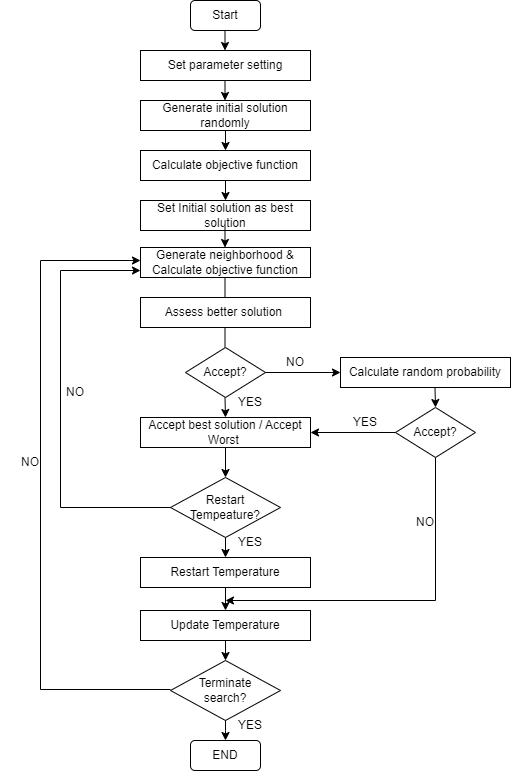 Start
Set parameter setting
Generate initial solution
randomly
Calculate objective function
Set Initial solution as best
solution
Generate neighborhood &
Calculate objective function
Assess better solution
Accept?
NO
Calculate random probability
YES
Accept best solution / Accept
Worst
YES
Accept?
NO
NO
Restart
Tempeature?
NO
YES
Restart Temperature
Update Temperature
Terminate
search?
YES
END